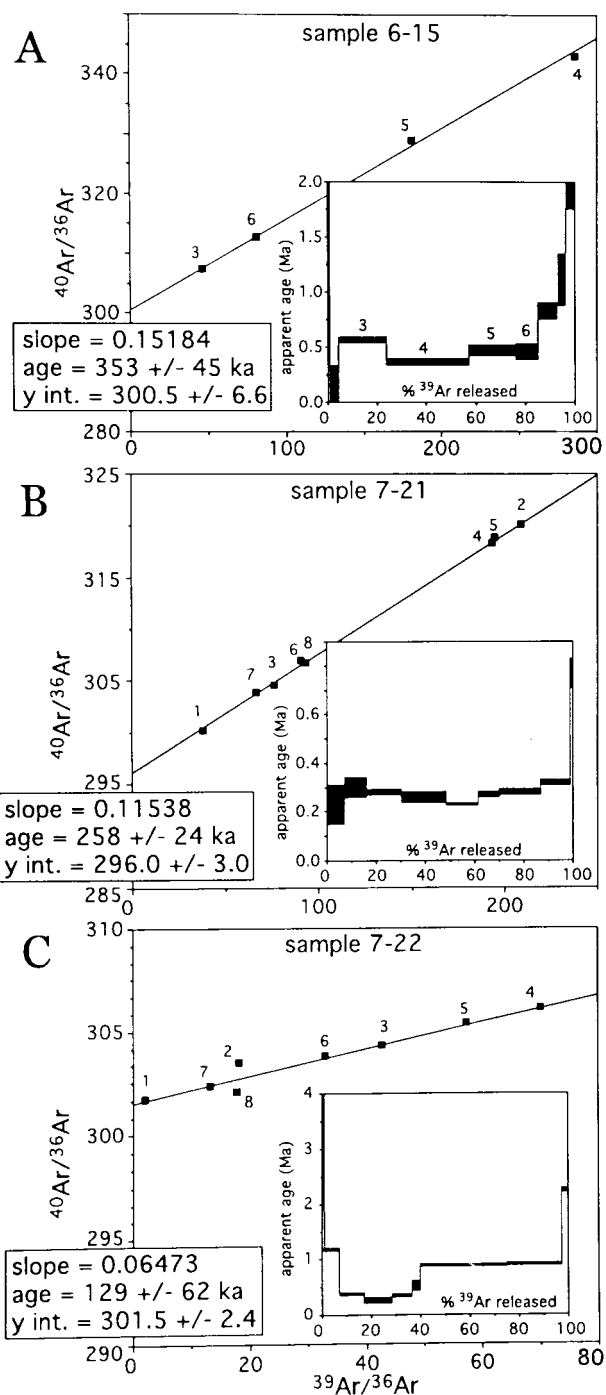 A
sample 6-15
340
320
300
280
40Ar/36Ar
3
6
5
4
2.0
1.5
1.0
0.5
0.0
apparent age (Ma)
3
4
5
6
% 39Ar released
0 20 40 60 80 100
slope = 0.15184
age = 353 +/- 45 ka
y int. = 300.5 +/- 6.6
0 100 200 300
B
sample 7-21
325
315
305
295
285
40Ar/36Ar
1
7
3
6
8
4
5
2
0.8
0.6
0.4
0.2
0.0
apparent age (Ma)
% 39Ar released
0 20 40 60 80 100
slope = 0.11538
age = 258 +/- 24 ka
y int. = 296.0 +/- 3.0
0 100 200
C
sample 7-22
310
305
300
295
290
40Ar/36Ar
1
7
2
8
6
3
5
4
4
3
2
1
0
apparent age (Ma)
% 39Ar released
0 20 40 60 80 100
slope = 0.06473
age = 129 +/- 62 ka
y int. = 301.5 +/- 2.4
0 20 40 60 80
39Ar/36Ar